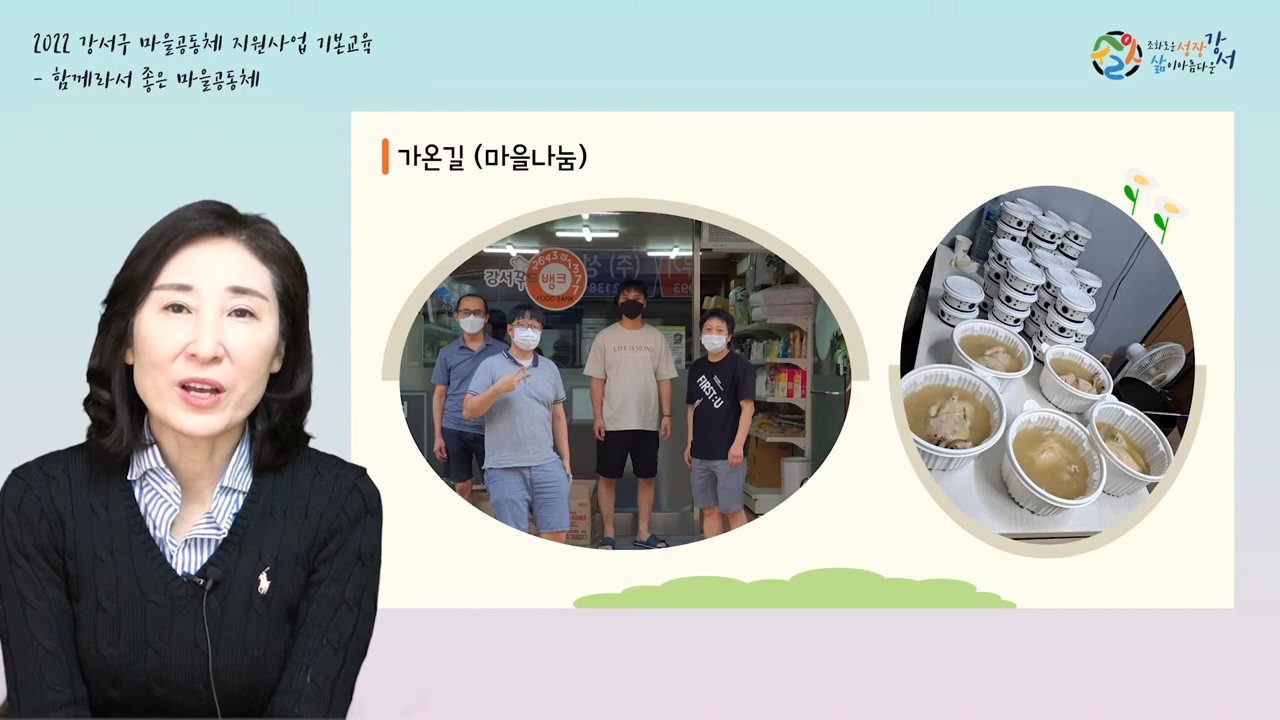 2022 강서구 마을공동체 지원사업 기본교육
- 함께라서 좋은 마을공동체
조화로운 성장 강서
삶이아름다운
가온길 (마을나눔)
강서푸드
뱅크
FOOD BANK
(주)
FIRST:U